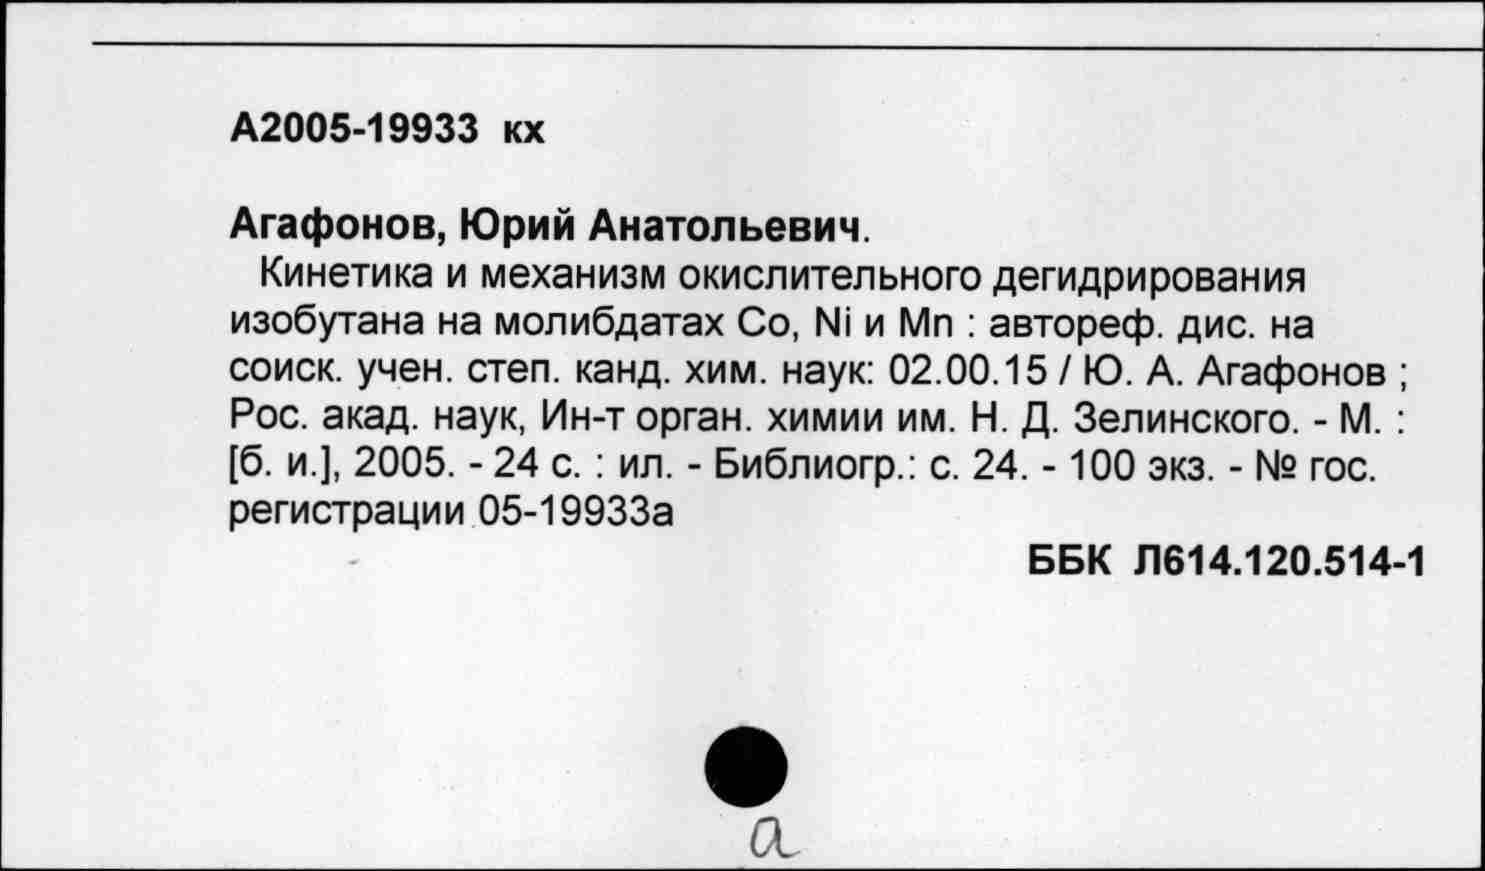 А2005-19933 кх
Агафонов, Юрий Анатольевич.
Кинетика и механизм окислительного дегидрирования
изобутана на молибдатах Co, Ni и Mn : автореф. дис. на
соиск. учен. степ. канд. хим. наук: 02.00.15 / Ю. А. Агафонов ;
Рос. акад. наук, Ин-т орган. химии им. Н. Д. Зелинского. - М. :
[б. и.], 2005. - 24 с. : ил. - Библиогр.: с. 24. - 100 экз. - № гос.
регистрации 05-19933а
ББК Л614.120.514-1
а